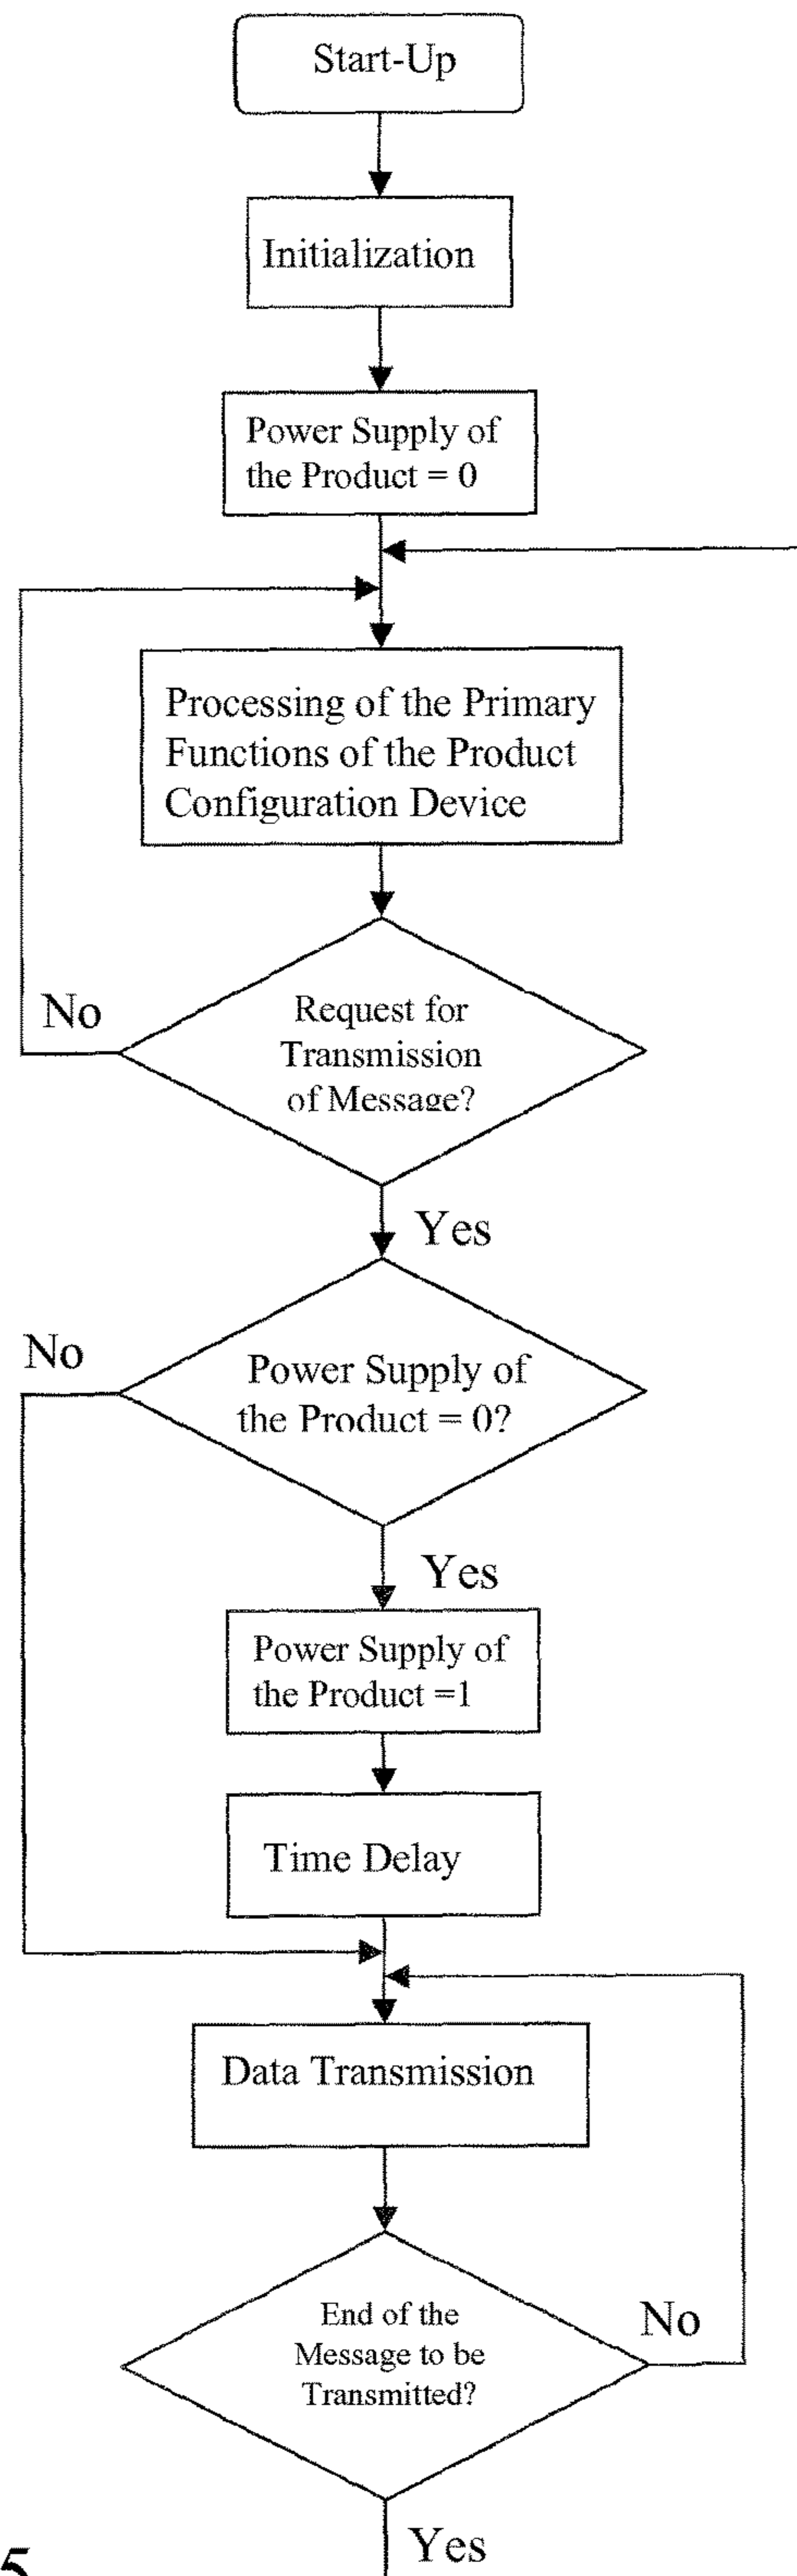 Start-Up
Initialization
Power Supply of
the Product = 0
Processing of the Primary
Functions of the Product
Configuration Device
Request for
Transmission
of Message?
No
Yes
Power Supply of
the Product = 0?
No
Yes
Power Supply of
the Product =1
Time Delay
Data Transmission
End of the
Message to be
Transmitted?
No
Yes
5